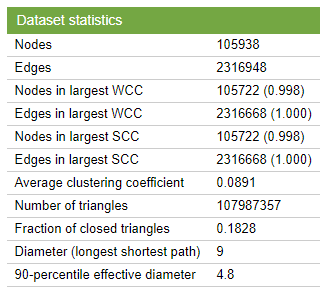 Dataset statistics
Nodes 105938
Edges 2316948
Nodes in largest WCC 105722 (0.998)
Edges in largest WCC 2316668 (1.000)
Nodes in largest SCC 105722 (0.998)
Edges in largest SCC 2316668 (1.000)
Average clustering coefficient 0.0891
Number of triangles 107987357
Fraction of closed triangles 0.1828
Diameter (longest shortest path) 9
90-percentile effective diameter 4.8